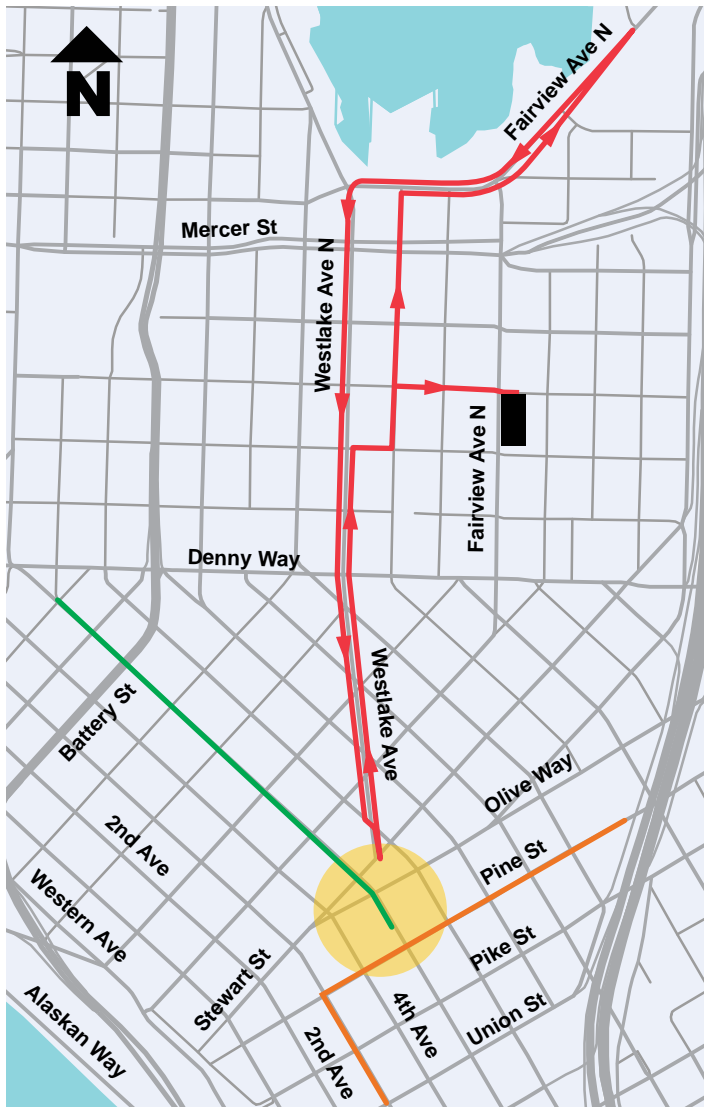 N
Fairview Ave N
Mercer St
Westlake Ave N
Fairview Ave N
Denny Way
Westlake Ave
Battery St
Olive Way
2nd Ave
Pine St
Western Ave
Pike St
Stewart St
Union St
4th Ave
Alaskan Way
2nd Ave